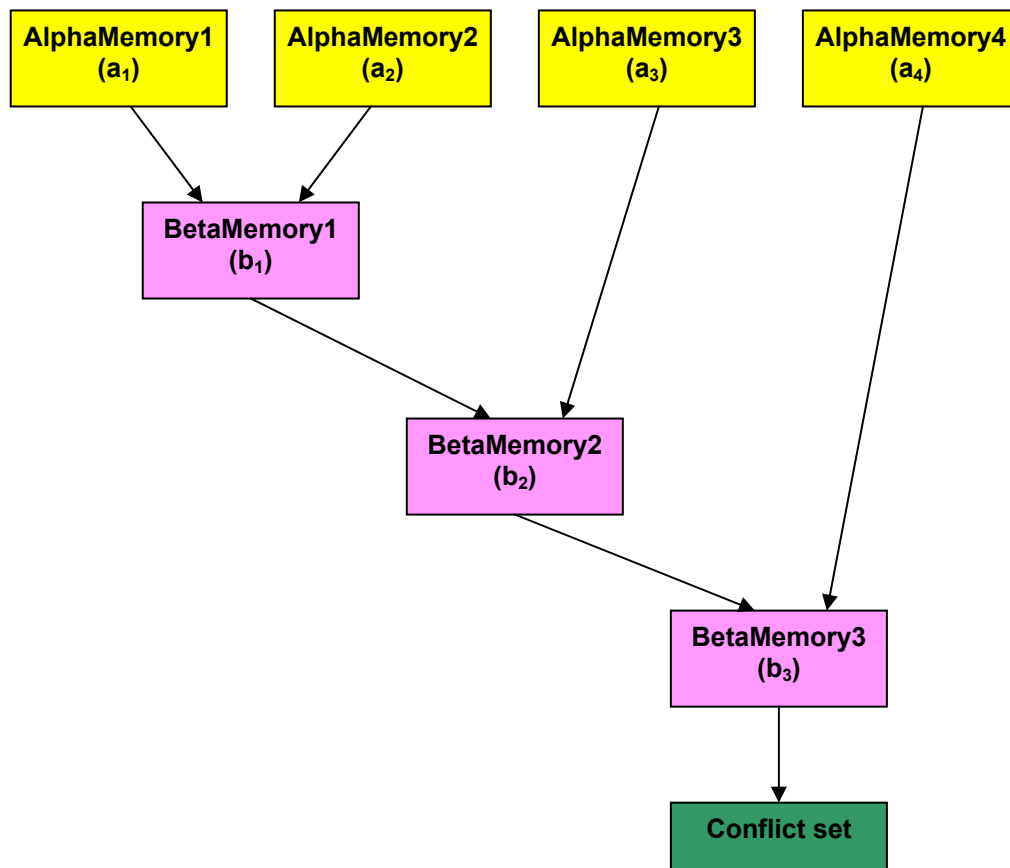 AlphaMemory1
(a₁)
AlphaMemory2
(a₂)
AlphaMemory3
(a₃)
AlphaMemory4
(a₄)
BetaMemory1
(b₁)
BetaMemory2
(b₂)
BetaMemory3
(b₃)
Conflict set